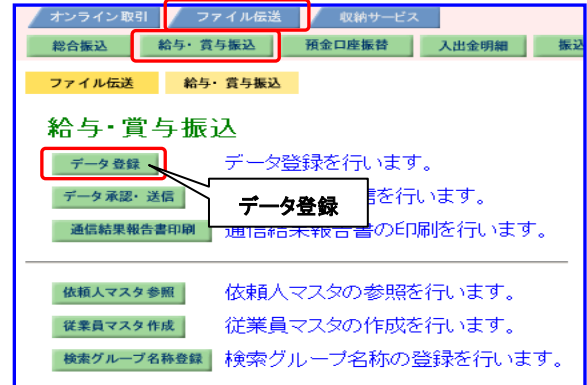 オンライン取引 ファイル伝送 収納サービス
総合振込 給与・賞与振込 預金口座振替 入出金明細 振込
ファイル伝送 給与・賞与振込
給与・賞与振込
データ登録 データ登録を行います。
データ承認・送信 信を行います。
データ登録
通信結果報告書印刷 通信結果報告書の印刷を行います。
依頼人マスタ参照 依頼人マスタの参照を行います。
従業員マスタ作成 従業員マスタの作成を行います。
検索グループ名称登録 検索グループ名称の登録を行います。